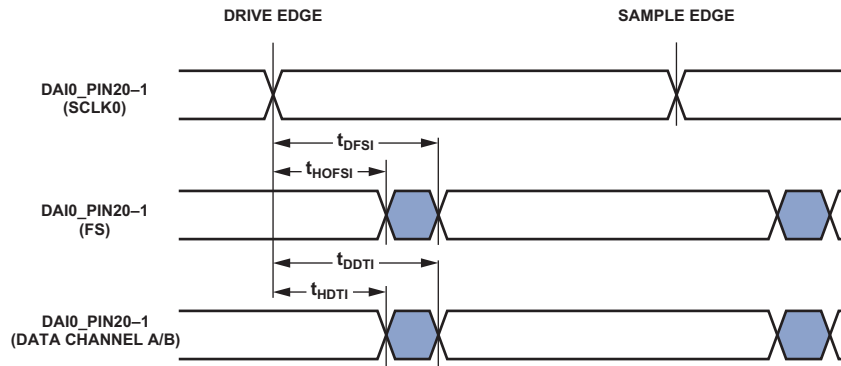 DRIVE EDGE
SAMPLE EDGE
DAI0_PIN20–1
(SCLK0)
tDFSI
tHOFSI
DAI0_PIN20–1
(FS)
tDDTI
tHDTI
DAI0_PIN20–1
(DATA CHANNEL A/B)